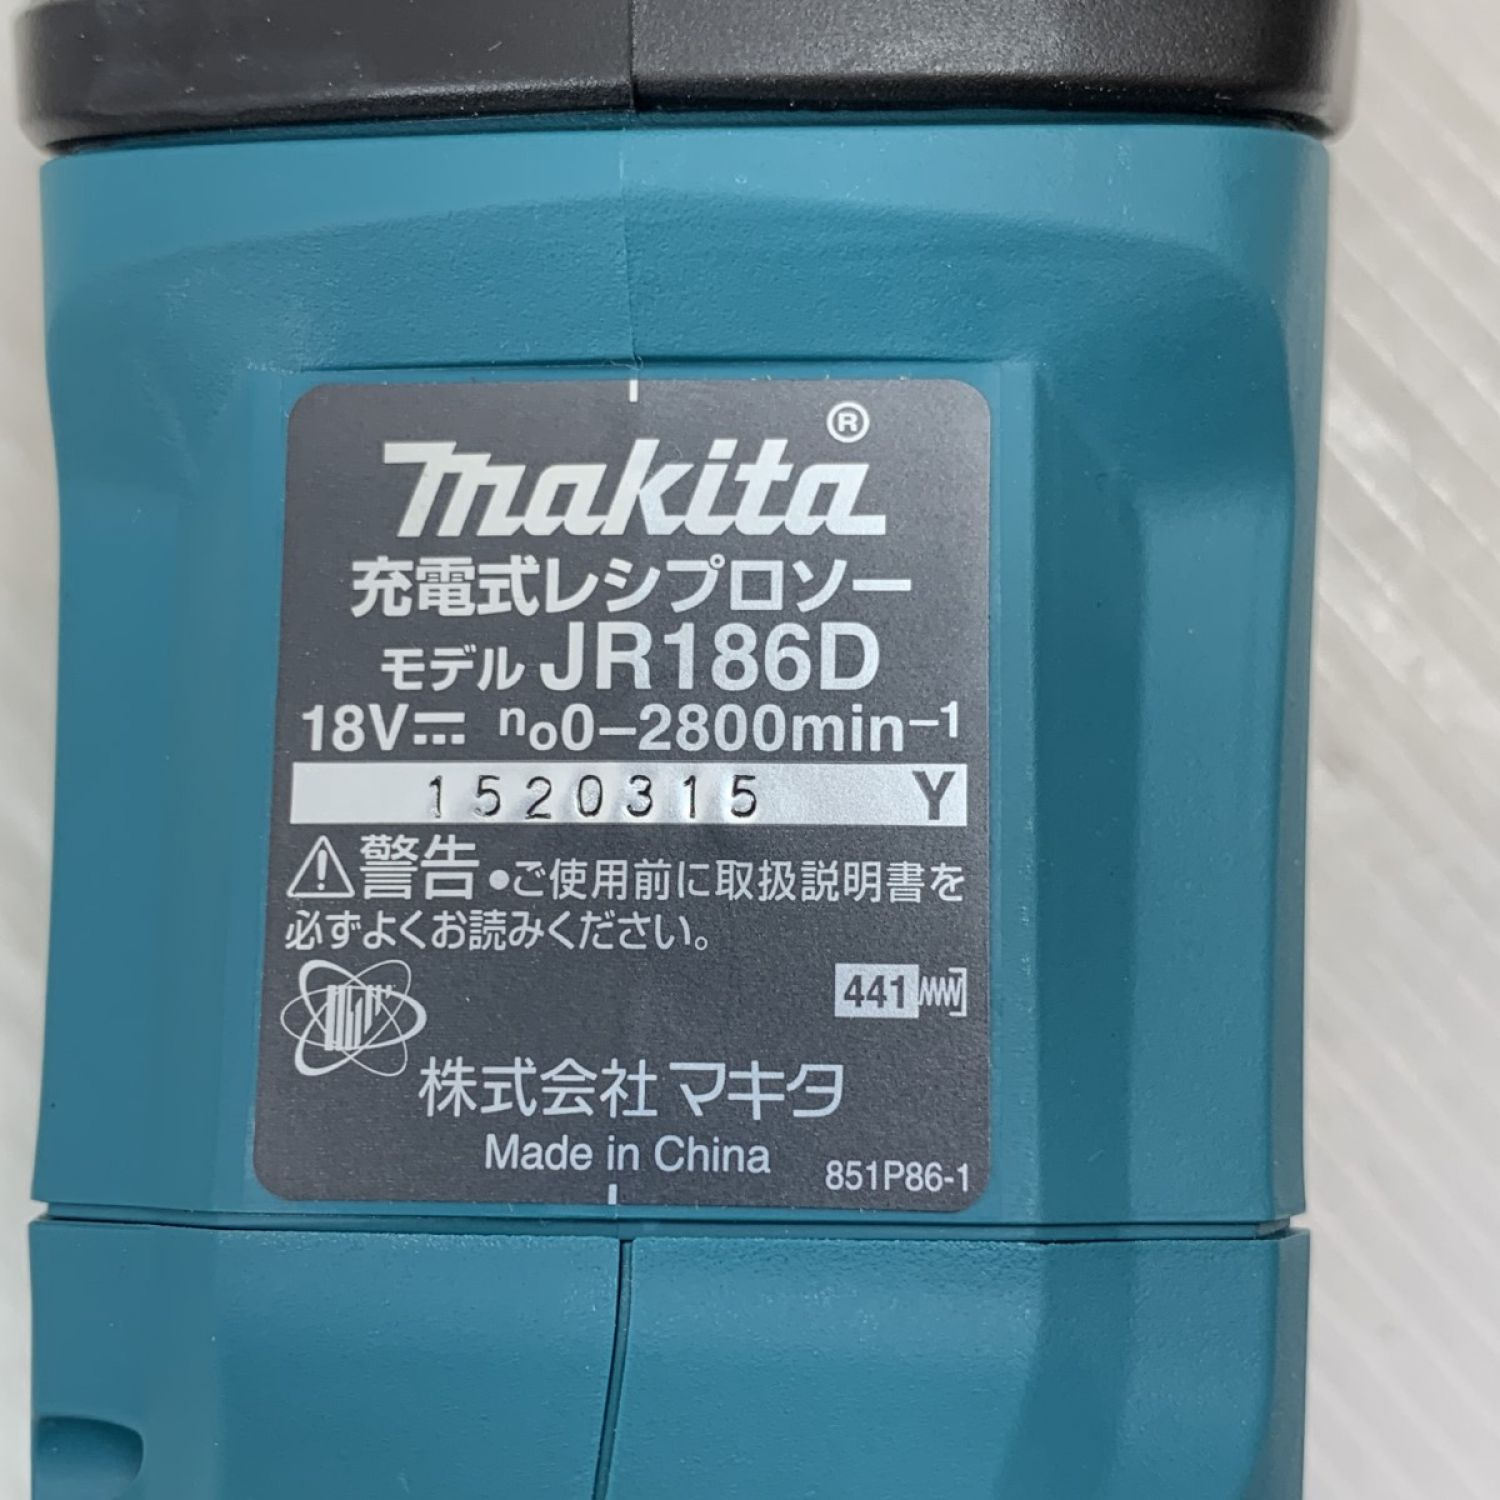 makita®
充電式レシプロソー
モデル JR186D
18V⎓ n₀0–2800min⁻¹
1520315 Y
⚠警告 ●ご使用前に取扱説明書を
必ずよくお読みください。
441
株式会社マキタ
Made in China 851P86-1